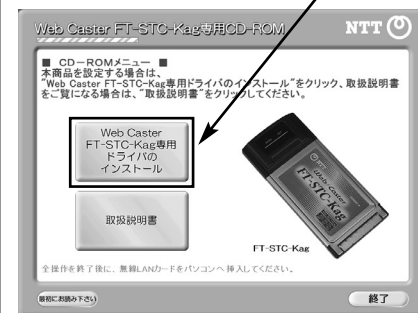 Web Caster FT-STC-Kag専用CD-ROM
NTT
■ CD-ROMメニュー ■
本商品を設定する場合は、
"Web Caster FT-STC-Kag専用ドライバのインストール"をクリック、取扱説明書
をご覧になる場合は、"取扱説明書"をクリックしてください。
Web Caster
FT-STC-Kag専用
ドライバの
インストール
取扱説明書
NTT
Web Caster
FT-STC-Kag
FT-STC-Kag
全操作を終了後に、無線LANカードをパソコンへ挿入してください。
最初にお読み下さい
終了